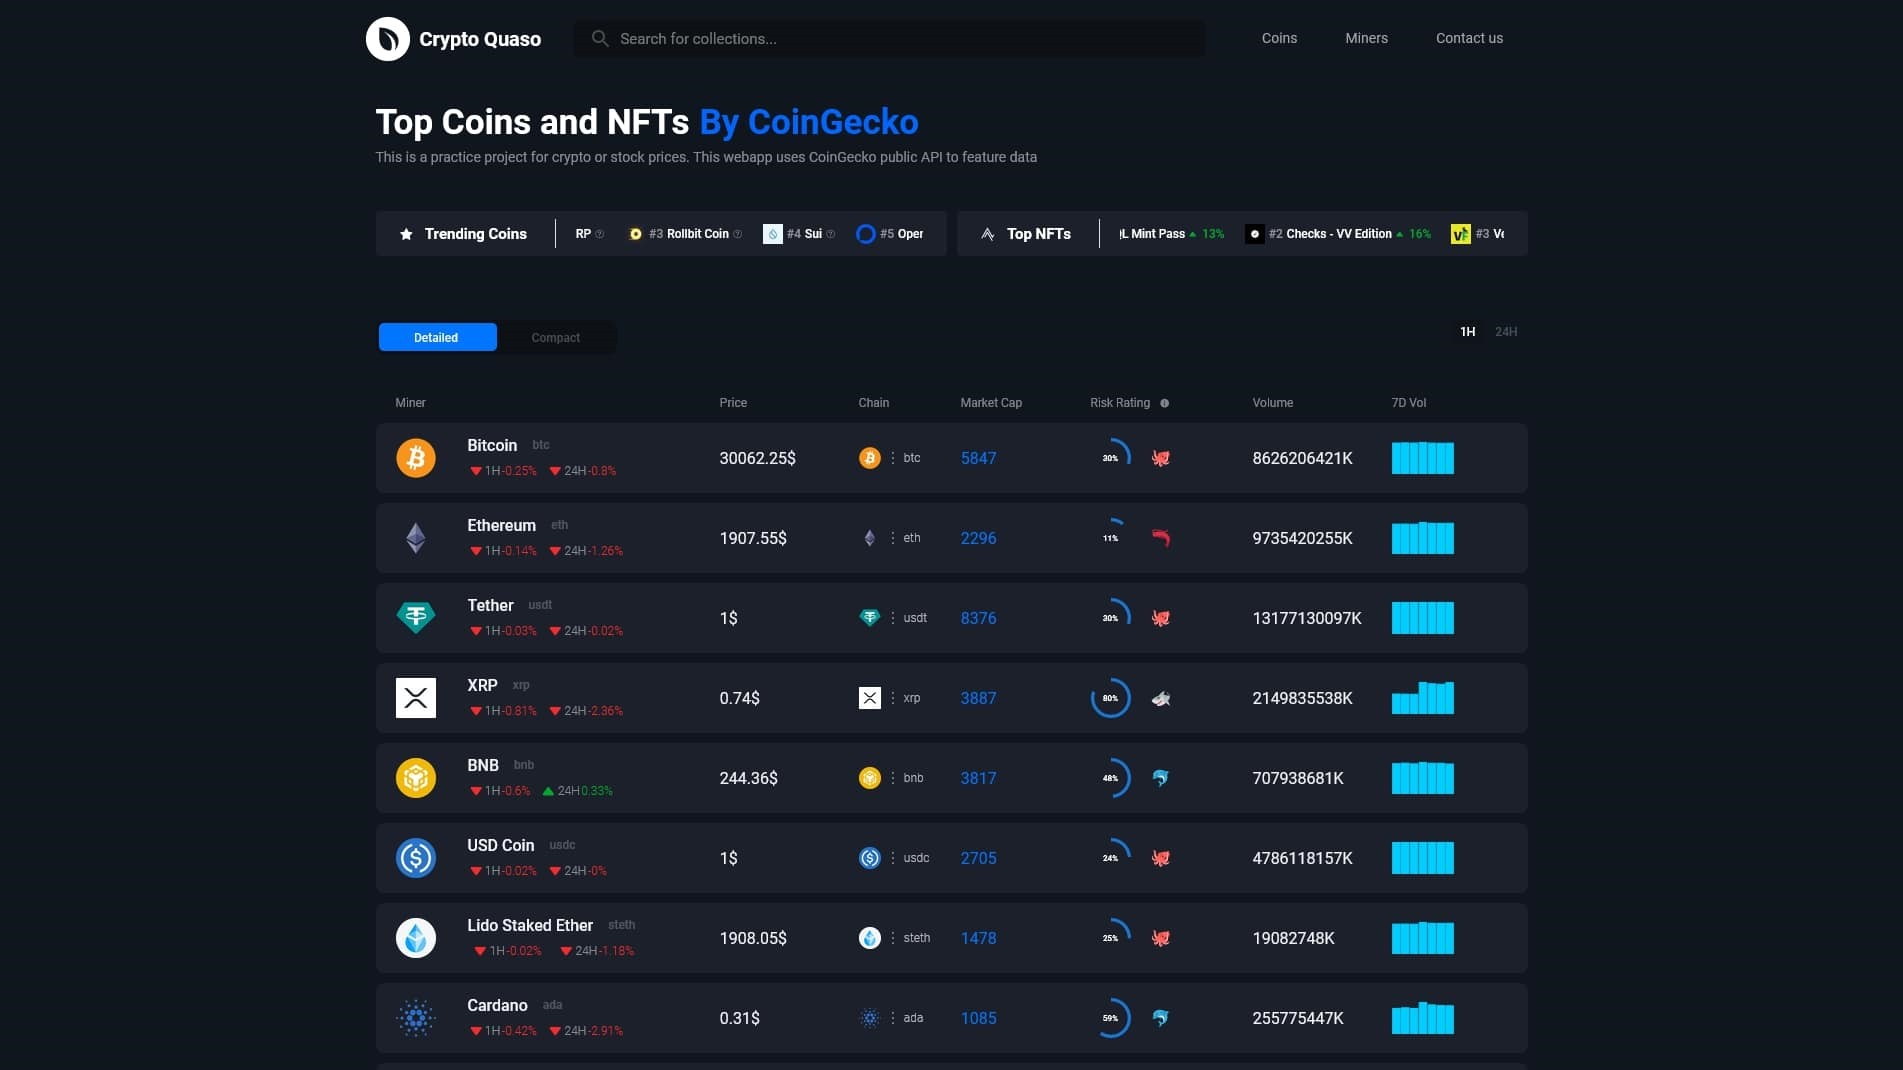 Crypto Quaso
Search for collections...
Coins Miners Contact us
Top Coins and NFTs By CoinGecko
This is a practice project for crypto or stock prices. This webapp uses CoinGecko public API to feature data
Trending Coins RP #3 Rollbit Coin #4 Sui #5 Oper
Top NFTs L Mint Pass 13% #2 Checks - VV Edition 16% #3 Ve
Detailed Compact 1H 24H
Miner Price Chain Market Cap Risk Rating Volume 7D Vol
Bitcoin btc
1H-0.25% 24H-0.8%
30062.25$ btc 5847 30% 8626206421K
Ethereum eth
1H-0.14% 24H-1.26%
1907.55$ eth 2296 11% 9735420255K
Tether usdt
1H-0.03% 24H-0.02%
1$ usdt 8376 30% 13177130097K
XRP xrp
1H-0.81% 24H-2.36%
0.74$ xrp 3887 80% 2149835538K
BNB bnb
1H-0.6% 24H0.33%
244.36$ bnb 3817 48% 707938681K
USD Coin usdc
1H-0.02% 24H-0%
1$ usdc 2705 24% 4786118157K
Lido Staked Ether steth
1H-0.02% 24H-1.18%
1908.05$ steth 1478 25% 19082748K
Cardano ada
1H-0.42% 24H-2.91%
0.31$ ada 1085 59% 255775447K